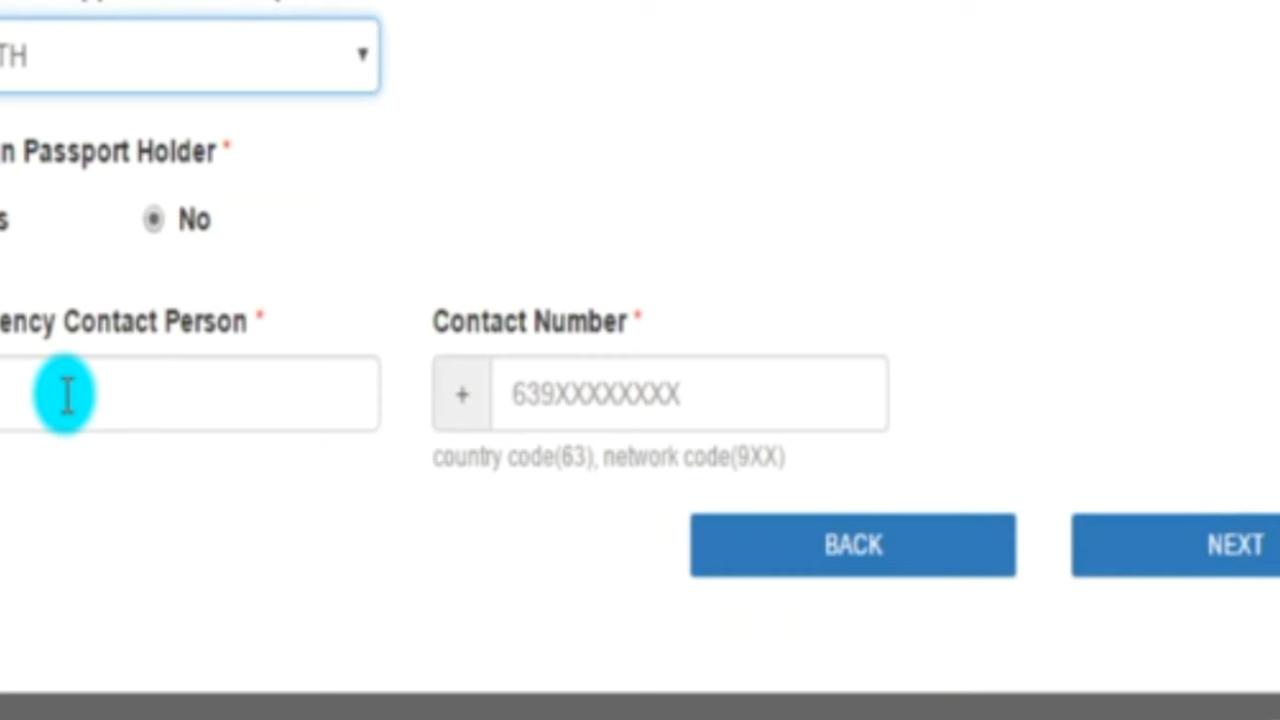 TH
n Passport Holder *
s No
ency Contact Person * Contact Number *
+ 639XXXXXXXX
country code(63), network code(9XX)
BACK NEXT